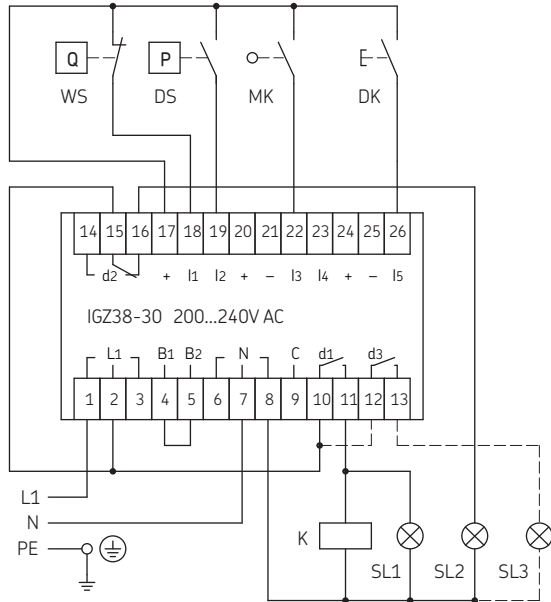 Q P E
WS DS MK DK
14 15 16 17 18 19 20 21 22 23 24 25 26
d2 + I1 I2 + – I3 I4 + – I5
IGZ38-30 200...240V AC
L1 B1 B2 N C d1 d3
1 2 3 4 5 6 7 8 9 10 11 12 13
L1
N
PE
K SL1 SL2 SL3